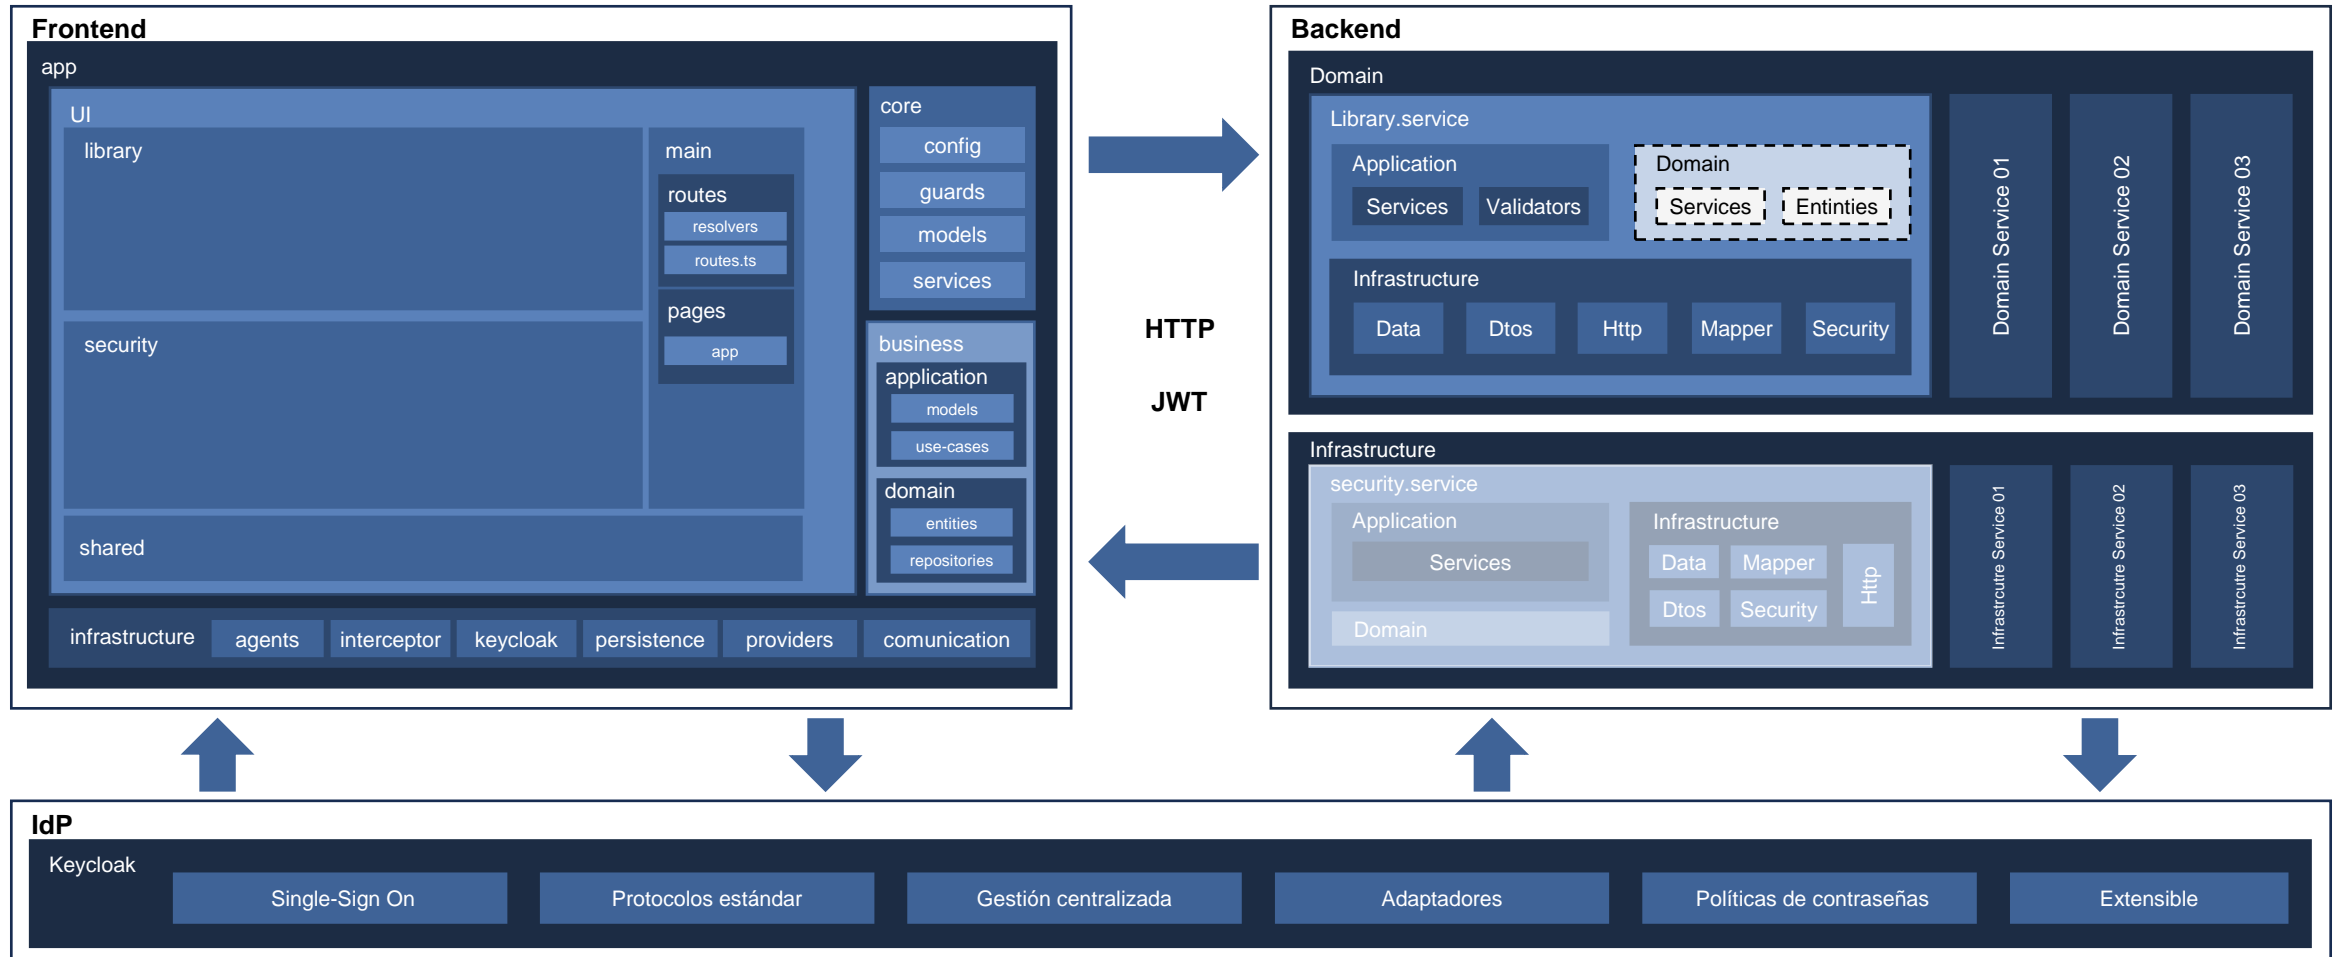 Frontend
app
UI
library
security
shared
main
routes
resolvers
routes.ts
pages
app
core
config
guards
models
services
business
application
models
use-cases
domain
entities
repositories
infrastructure
agents
interceptor
keycloak
persistence
providers
comunication
HTTP
JWT
Backend
Domain
Library.service
Application
Services
Validators
Domain
Services
Entinties
Infrastructure
Data
Dtos
Http
Mapper
Security
Domain Service 01
Domain Service 02
Domain Service 03
Infrastructure
security.service
Application
Services
Domain
Infrastructure
Data
Mapper
Dtos
Security
Http
Infrastrcutre Service 01
Infrastrcutre Service 02
Infrastrcutre Service 03
IdP
Keycloak
Single-Sign On
Protocolos estándar
Gestión centralizada
Adaptadores
Políticas de contraseñas
Extensible